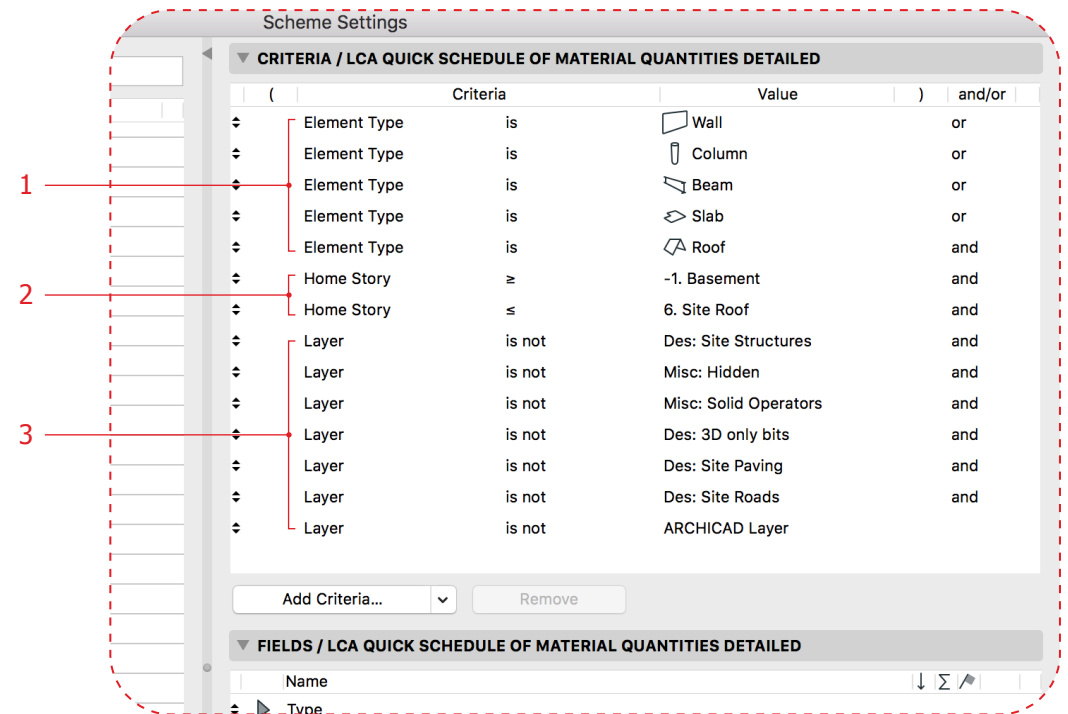 Scheme Settings
CRITERIA / LCA QUICK SCHEDULE OF MATERIAL QUANTITIES DETAILED
( Criteria Value ) and/or
Element Type is Wall or
Element Type is Column or
1 Element Type is Beam or
Element Type is Slab or
Element Type is Roof and
Home Story ≥ -1. Basement and
2
Home Story ≤ 6. Site Roof and
Layer is not Des: Site Structures and
Layer is not Misc: Hidden and
Layer is not Misc: Solid Operators and
3 Layer is not Des: 3D only bits and
Layer is not Des: Site Paving and
Layer is not Des: Site Roads and
Layer is not ARCHICAD Layer
Add Criteria... Remove
FIELDS / LCA QUICK SCHEDULE OF MATERIAL QUANTITIES DETAILED
Name ↓ Σ
Type